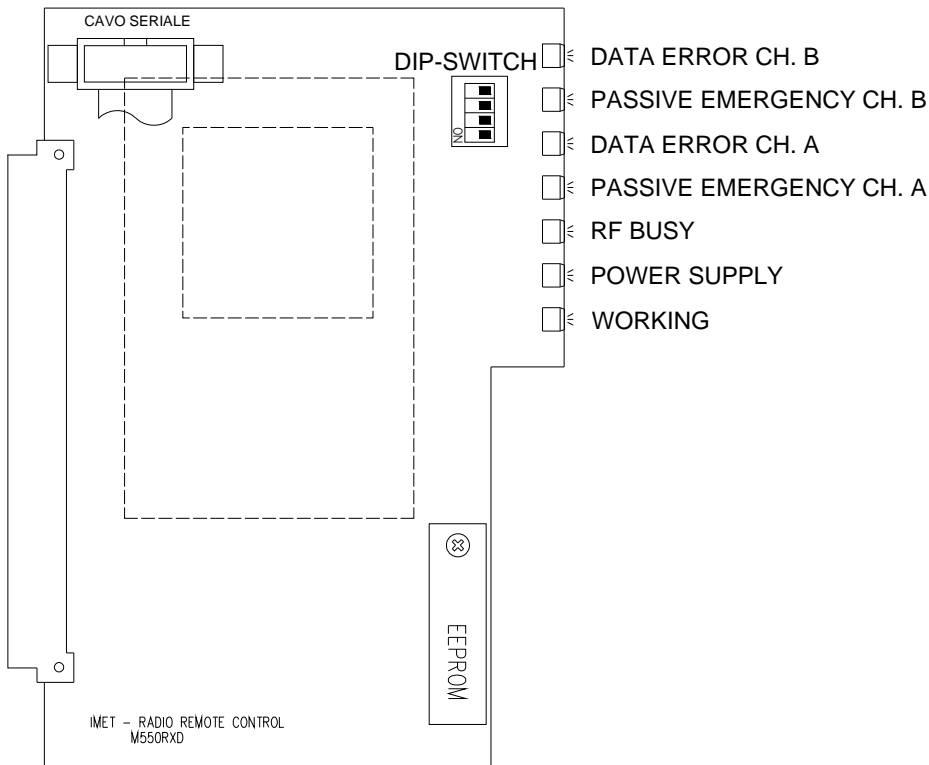 CAVO SERIALE
DIP-SWITCH
ON
DATA ERROR CH. B
PASSIVE EMERGENCY CH. B
DATA ERROR CH. A
PASSIVE EMERGENCY CH. A
RF BUSY
POWER SUPPLY
WORKING
EEPROM
IMET - RADIO REMOTE CONTROL
M550RXD